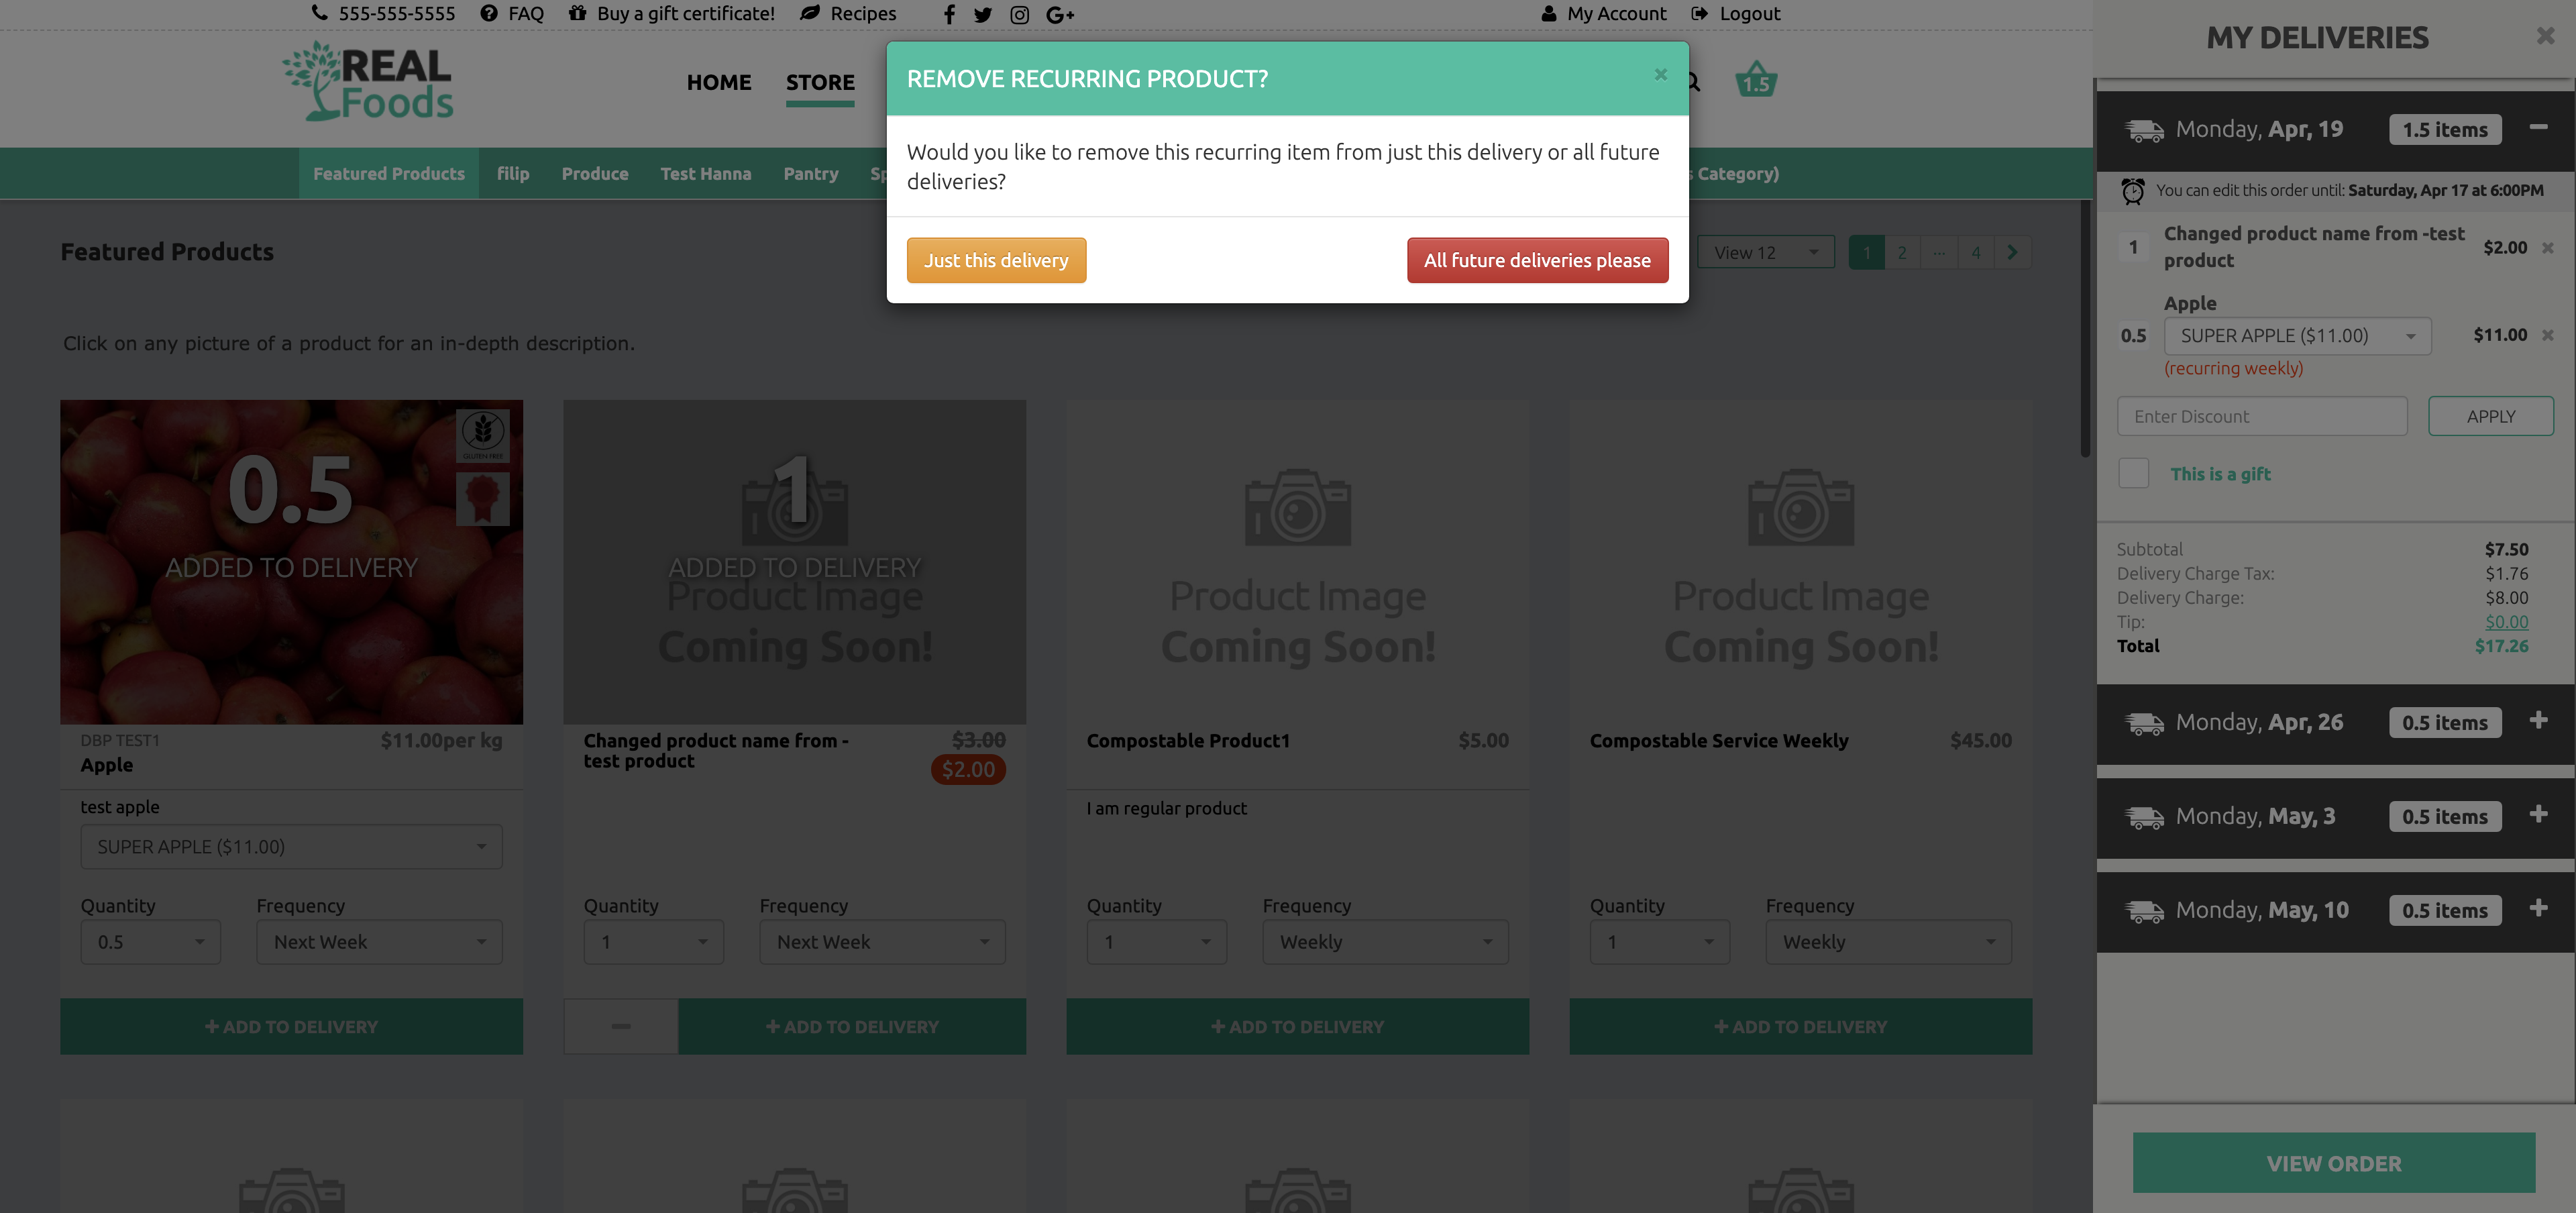 555-555-5555 FAQ Buy a gift certificate! Recipes G+ My Account Logout
REAL
Foods
HOME STORE
1.5
Featured Products filip Produce Test Hanna Pantry Category)
REMOVE RECURRING PRODUCT? ×
Would you like to remove this recurring item from just this delivery or all future
deliveries?
Just this delivery All future deliveries please
Featured Products
View 12 1 2 ... 4
Click on any picture of a product for an in-depth description.
0.5
ADDED TO DELIVERY
GLUTEN FREE
DBP TEST1 $11.00per kg
Apple
test apple
SUPER APPLE ($11.00)
Quantity Frequency
0.5 Next Week
+ ADD TO DELIVERY
1
ADDED TO DELIVERY
Product Image
Coming Soon!
Changed product name from - $3.00
test product $2.00
Quantity Frequency
1 Next Week
+ ADD TO DELIVERY
Product Image
Coming Soon!
Compostable Product1 $5.00
I am regular product
Quantity Frequency
1 Weekly
+ ADD TO DELIVERY
Product Image
Coming Soon!
Compostable Service Weekly $45.00
Quantity Frequency
1 Weekly
+ ADD TO DELIVERY
MY DELIVERIES ×
Monday, Apr, 19 1.5 items
You can edit this order until: Saturday, Apr 17 at 6:00PM
1 Changed product name from -test $2.00 ×
product
Apple
0.5 SUPER APPLE ($11.00) $11.00 ×
(recurring weekly)
Enter Discount APPLY
This is a gift
Subtotal $7.50
Delivery Charge Tax: $1.76
Delivery Charge: $8.00
Tip: $0.00
Total $17.26
Monday, Apr, 26 0.5 items +
Monday, May, 3 0.5 items +
Monday, May, 10 0.5 items +
VIEW ORDER